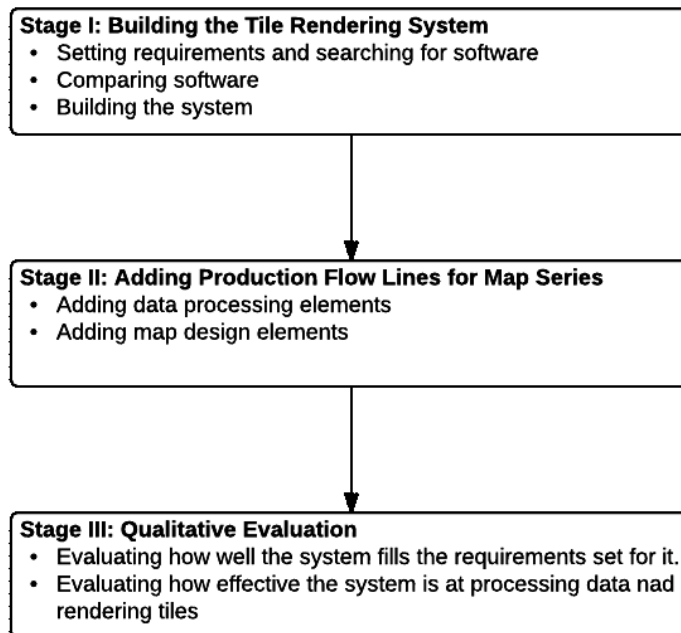 Stage I: Building the Tile Rendering System
• Setting requirements and searching for software
• Comparing software
• Building the system
Stage II: Adding Production Flow Lines for Map Series
• Adding data processing elements
• Adding map design elements
Stage III: Qualitative Evaluation
• Evaluating how well the system fills the requirements set for it.
• Evaluating how effective the system is at processing data nad
rendering tiles